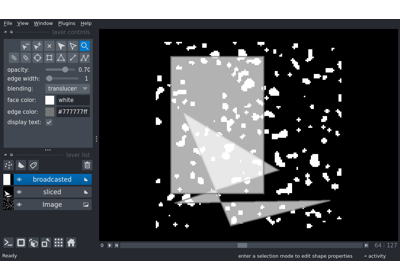 File View Window Plugins Help
layer controls
opacity: 0.70
edge width: 1
blending: translucen
face color: white
edge color: #777777ff
display text:
layer list
broadcasted
sliced
Image
Ready
0
64 | 127
enter a selection mode to edit shape properties
activity